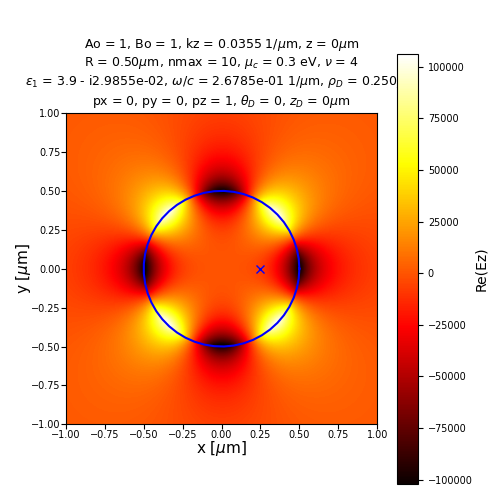 Ao = 1, Bo = 1, kz = 0.0355 1/μm, z = 0μm
R = 0.50μm, nmax = 10, μc = 0.3 eV, ν = 4
ε1 = 3.9 - i2.9855e-02, ω/c = 2.6785e-01 1/μm, ρD = 0.250
px = 0, py = 0, pz = 1, θD = 0, zD = 0μm
1.00
0.75
0.50
0.25
0.00
−0.25
−0.50
−0.75
−1.00
y [μm]
−1.00 −0.75 −0.50 −0.25 0.00 0.25 0.50 0.75 1.00
x [μm]
100000
75000
50000
25000
0
−25000
−50000
−75000
−100000
Re(Ez)